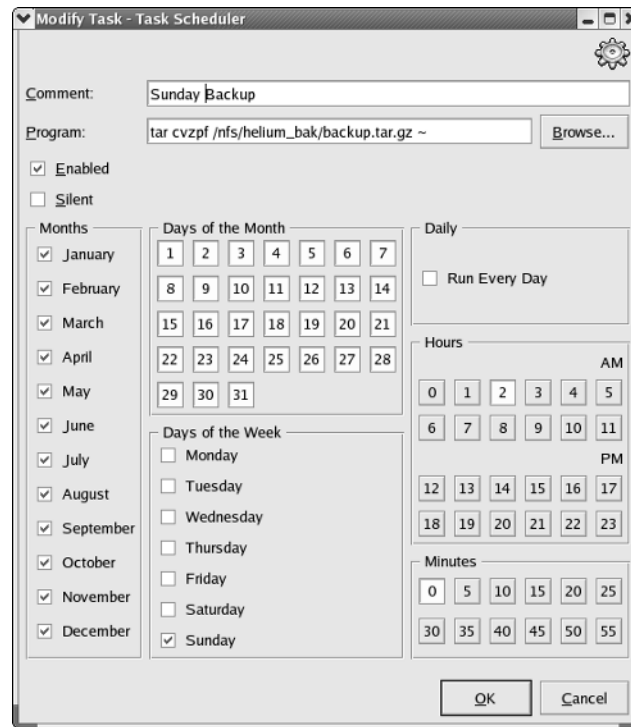 Modify Task - Task Scheduler
Comment: Sunday Backup
Program: tar cvzpf /nfs/helium_bak/backup.tar.gz ~ Browse...
Enabled
Silent
Months
January
February
March
April
May
June
July
August
September
October
November
December
Days of the Month
1 2 3 4 5 6 7
8 9 10 11 12 13 14
15 16 17 18 19 20 21
22 23 24 25 26 27 28
29 30 31
Days of the Week
Monday
Tuesday
Wednesday
Thursday
Friday
Saturday
Sunday
Daily
Run Every Day
Hours
AM
0 1 2 3 4 5
6 7 8 9 10 11
PM
12 13 14 15 16 17
18 19 20 21 22 23
Minutes
0 5 10 15 20 25
30 35 40 45 50 55
OK Cancel